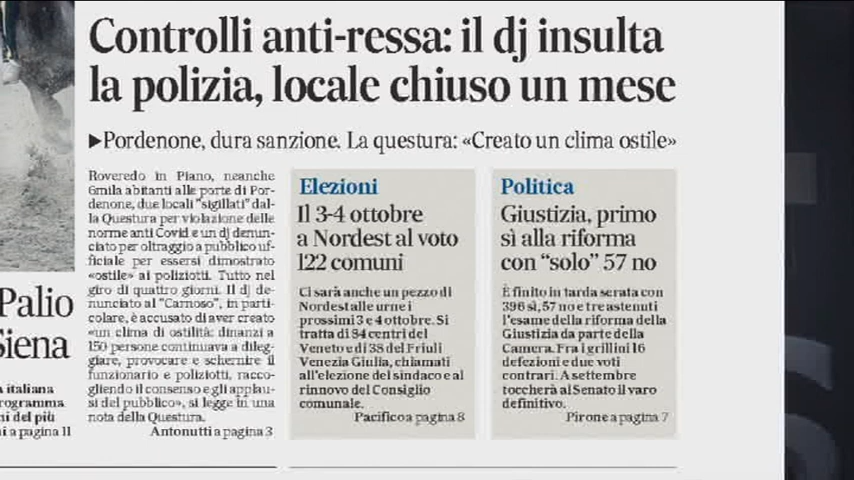 Controlli anti-ressa: il dj insulta
la polizia, locale chiuso un mese
▶Pordenone, dura sanzione. La questura: «Creato un clima ostile»
Roveredo in Piano, neanche
6mila abitanti alle porte di Por-
denone, due locali "sigillati" dal-
la Questura per violazione delle
norme anti Covid e un dj denun-
ciato per oltraggio a pubblico uf-
ficiale per essersi dimostrato
«ostile» ai poliziotti. Tutto nel
giro di quattro giorni. Il dj de-
nunciato al "Carnoso", in parti-
colare, è accusato di aver creato
«un clima di ostilità: dinanzi a
150 persone continuava a dileg-
giare, provocare e schernire il
funzionario e poliziotti, racco-
gliendo il consenso e gli applau-
si del pubblico», si legge in una
nota della Questura.
Antonutti a pagina 3
Elezioni
Il 3-4 ottobre
a Nordest al voto
122 comuni
Ci sarà anche un pezzo di
Nordest alle urne i
prossimi 3 e 4 ottobre. Si
tratta di 84 centri del
Veneto e di 38 del Friuli
Venezia Giulia, chiamati
all'elezione del sindaco e al
rinnovo del Consiglio
comunale.
Pacifico a pagina 8
Politica
Giustizia, primo
sì alla riforma
con "solo" 57 no
È finito in tarda serata con
396 sì, 57 no e tre astenuti
l'esame della riforma della
Giustizia da parte della
Camera. Fra i grillini 16
defezioni e due voti
contrari. A settembre
toccherà al Senato il varo
definitivo.
Pirone a pagina 7
Palio
Siena
italiana
programma
ni del più
a pagina 11